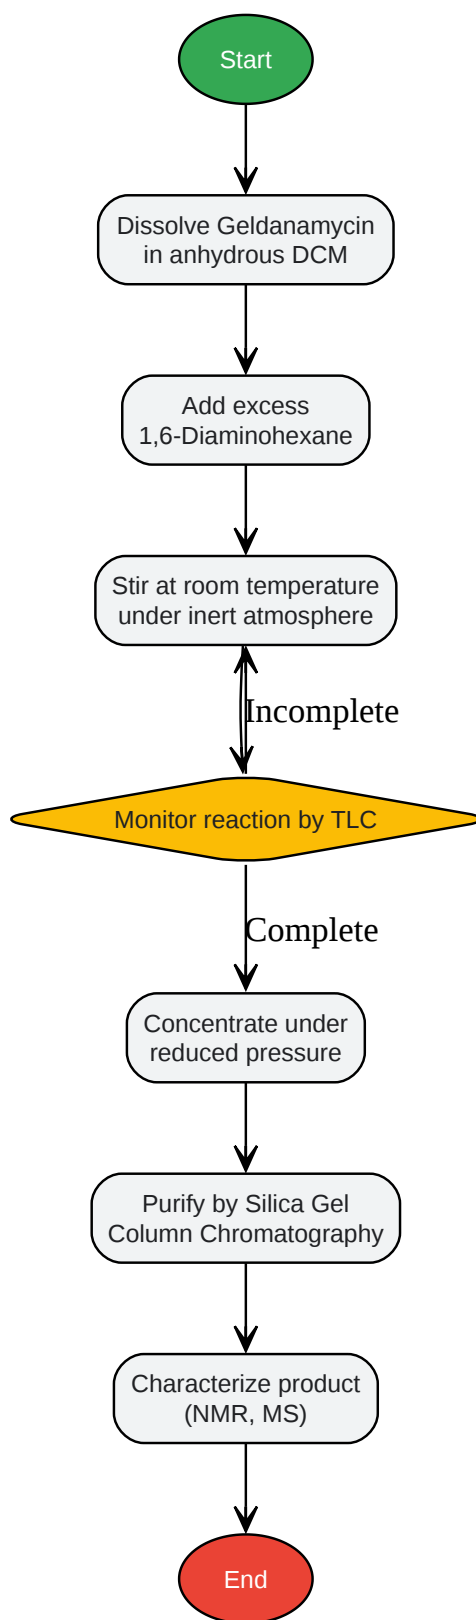 Start
Dissolve Geldanamycin
in anhydrous DCM
Add excess
1,6-Diaminohexane
Stir at room temperature
under inert atmosphere
Incomplete
Monitor reaction by TLC
Complete
Concentrate under
reduced pressure
Purify by Silica Gel
Column Chromatography
Characterize product
(NMR, MS)
End